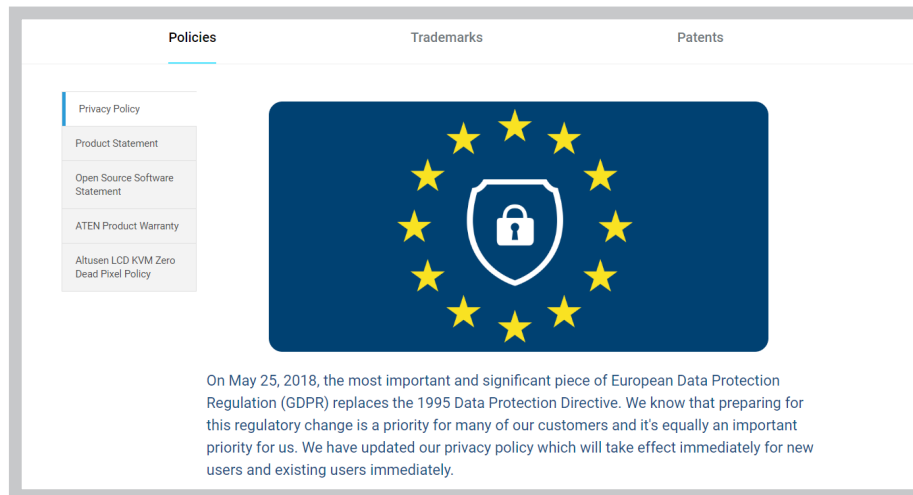 Policies
Trademarks
Patents
Privacy Policy
Product Statement
Open Source Software
Statement
ATEN Product Warranty
Altusen LCD KVM Zero
Dead Pixel Policy
On May 25, 2018, the most important and significant piece of European Data Protection
Regulation (GDPR) replaces the 1995 Data Protection Directive. We know that preparing for
this regulatory change is a priority for many of our customers and it's equally an important
priority for us. We have updated our privacy policy which will take effect immediately for new
users and existing users immediately.